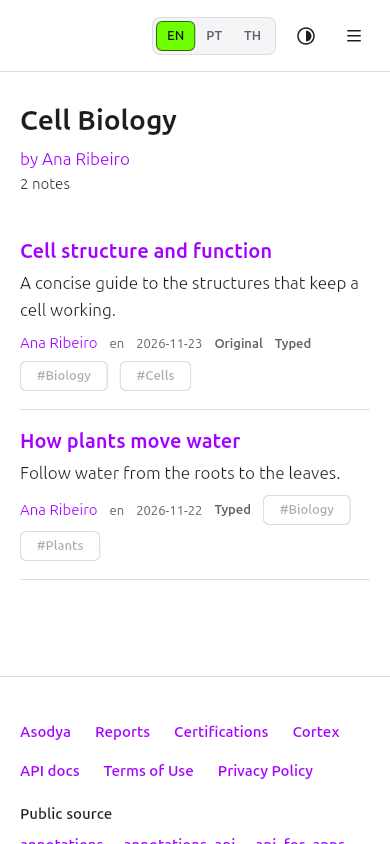 EN PT TH
Cell Biology
by Ana Ribeiro
2 notes
Cell structure and function
A concise guide to the structures that keep a
cell working.
Ana Ribeiro en 2026-11-23 Original Typed
#Biology #Cells
How plants move water
Follow water from the roots to the leaves.
Ana Ribeiro en 2026-11-22 Typed #Biology
#Plants
Asodya Reports Certifications Cortex
API docs Terms of Use Privacy Policy
Public source
annotations annotations_api api_for_apps